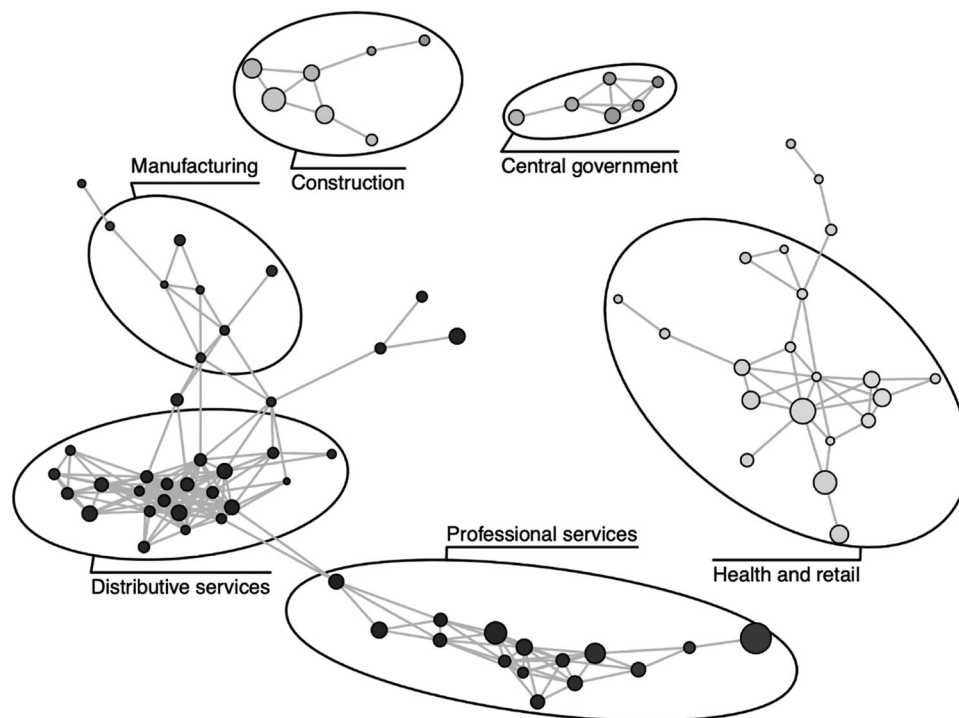 Manufacturing
Construction
Central government
Distributive services
Professional services
Health and retail